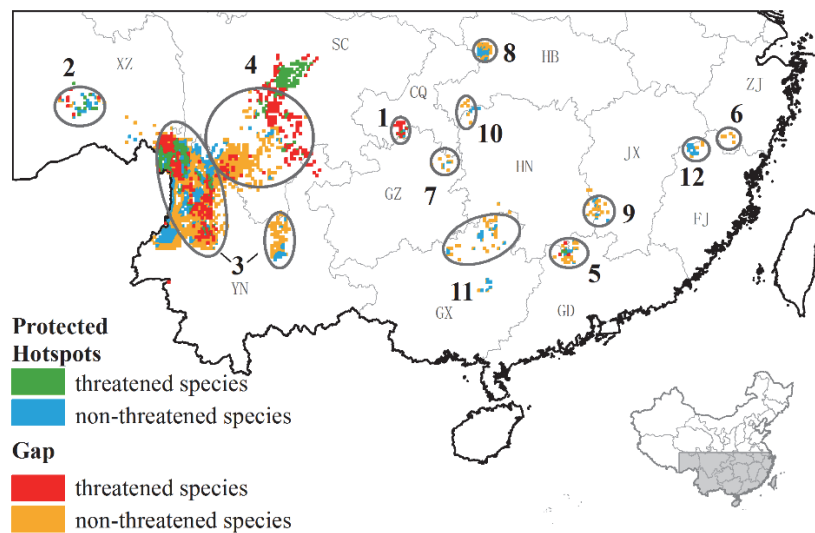 SC
4
2
XZ
8
HB
ZJ
CQ
1
10
6
HN
JX
7
GZ
12
9
FJ
3
5
YN
11
GX
GD
Protected
Hotspots
threatened species
non-threatened species
Gap
threatened species
non-threatened species